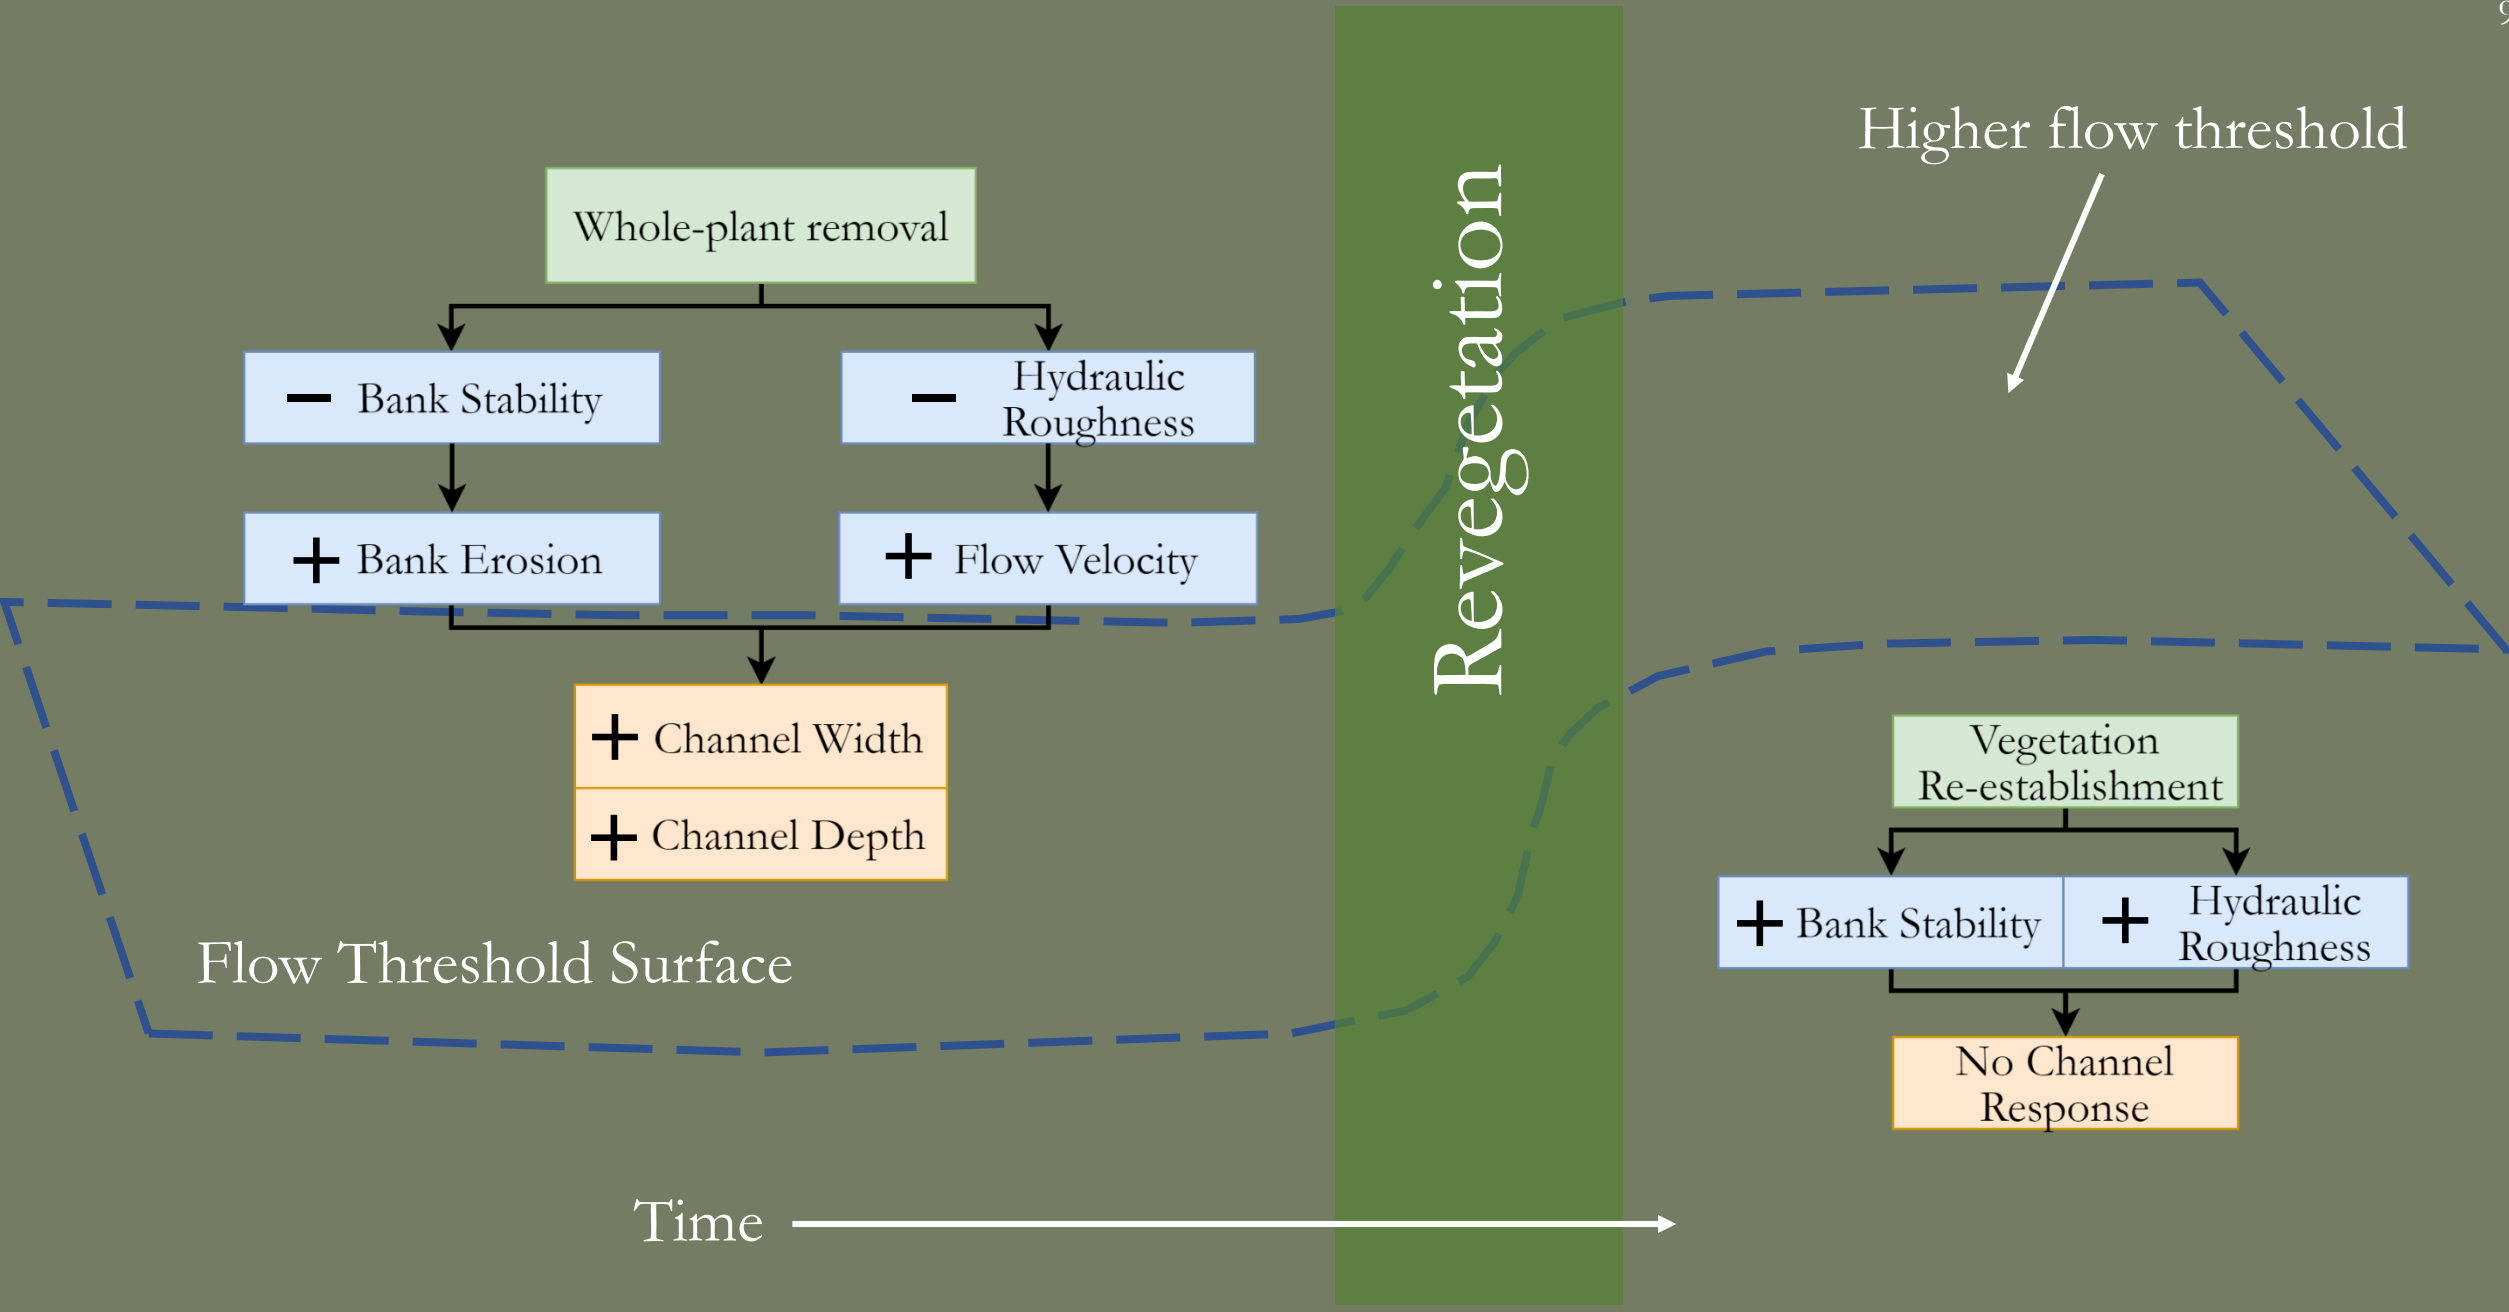 Higher flow threshold
Whole-plant removal
− Bank Stability
− Hydraulic
Roughness
+ Bank Erosion
+ Flow Velocity
+ Channel Width
+ Channel Depth
Flow Threshold Surface
Revegetation
Vegetation
Re-establishment
+ Bank Stability
+ Hydraulic
Roughness
No Channel
Response
Time